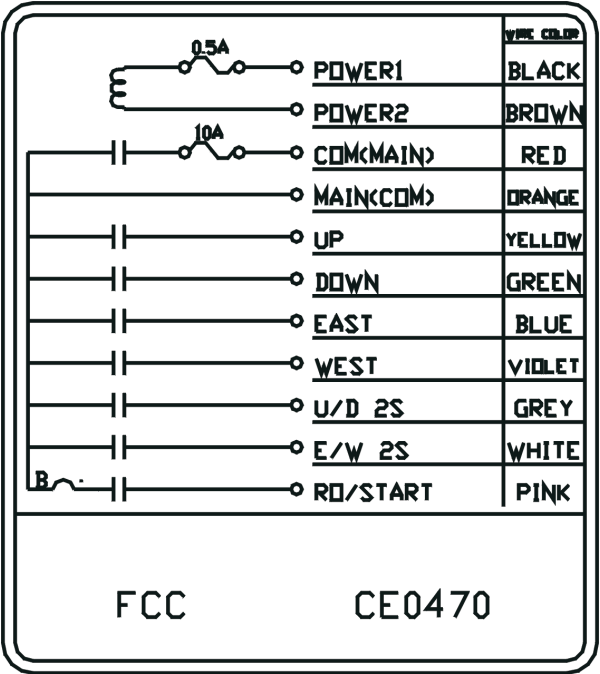 WIRE COLOR
0.5A
POWER1 BLACK
POWER2 BROWN
10A
COM(MAIN) RED
MAIN(COM) ORANGE
UP YELLOW
DOWN GREEN
EAST BLUE
WEST VIOLET
U/D 2S GREY
E/W 2S WHITE
B RO/START PINK
FCC CE0470